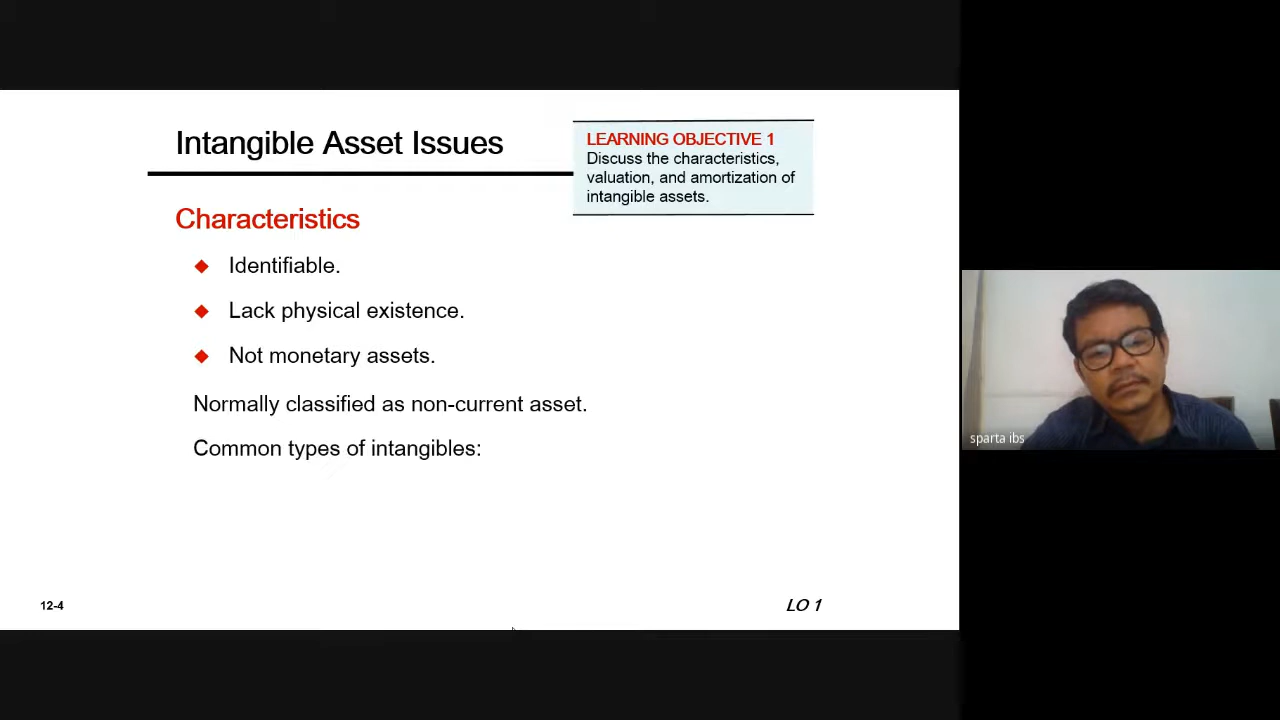 Intangible Asset Issues
LEARNING OBJECTIVE 1
Discuss the characteristics,
valuation, and amortization of
intangible assets.
Characteristics
Identifiable.
Lack physical existence.
Not monetary assets.
Normally classified as non-current asset.
Common types of intangibles:
12-4
LO 1
sparta ibs